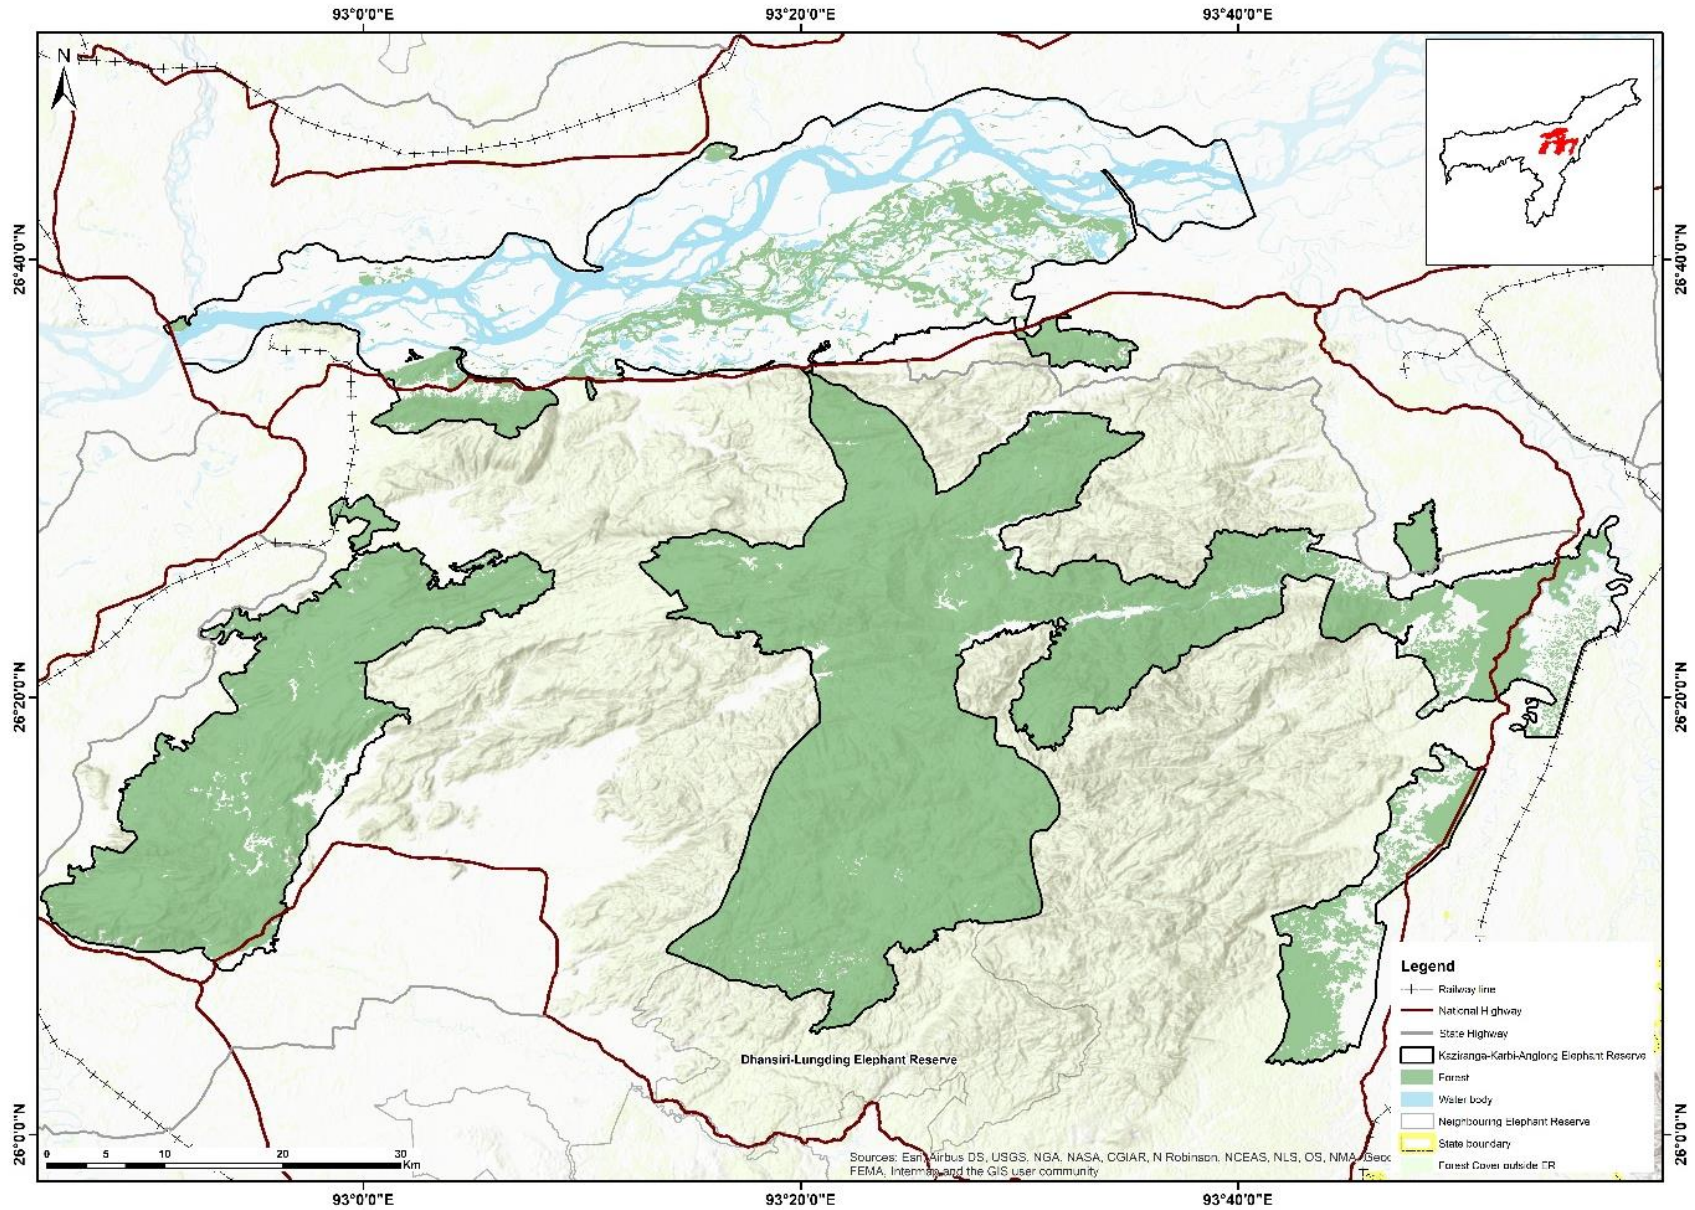 93°0'0"E 93°20'0"E 93°40'0"E
N
26°40'0"N 26°40'0"N
26°20'0"N 26°20'0"N
Legend
Railway line
National Highway
State Highway
Kaziranga-Karbi-Anglong Elephant Reserve
Forest
Water body
Neighbouring Elephant Reserve
State boundary
Forest Cover outside ER
Dhansiri-Lungding Elephant Reserve
26°0'0"N 26°0'0"N
0 5 10 20 30
Km
Sources: Esri, Airbus DS, USGS, NGA, NASA, CGIAR, N Robinson, NCEAS, NLS, OS, NMA,
FEMA, Intermap and the GIS user community
93°0'0"E 93°20'0"E 93°40'0"E